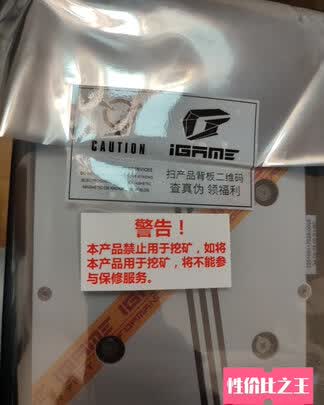 CAUTION
iGAME
扫产品背板二维码
查真伪 领福利
警告！
本产品禁止用于挖矿，如将
本产品用于挖矿，将不能参
与保修服务。
iGAME
性价比之王